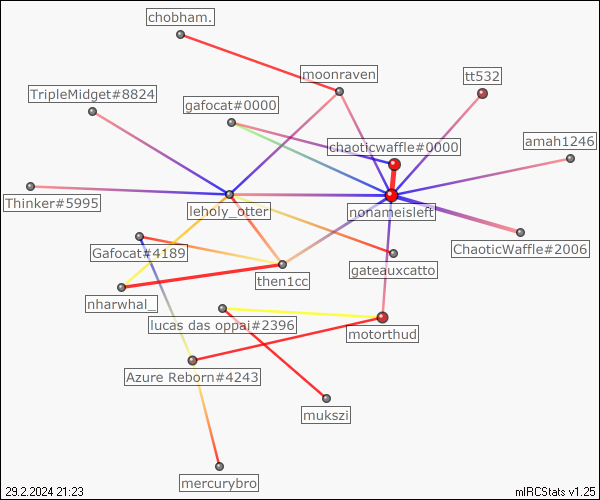 chobham.
moonraven
tt532
TripleMidget#8824
gafocat#0000
chaoticwaffle#0000
amah1246
Thinker#5995
leholy_otter
nonameisleft
ChaoticWaffle#2006
Gafocat#4189
gateauxcatto
then1cc
nharwhal_
lucas das oppai#2396
motorthud
Azure Reborn#4243
mukszi
mercurybro
29.2.2024 21:23
mIRCStats v1.25